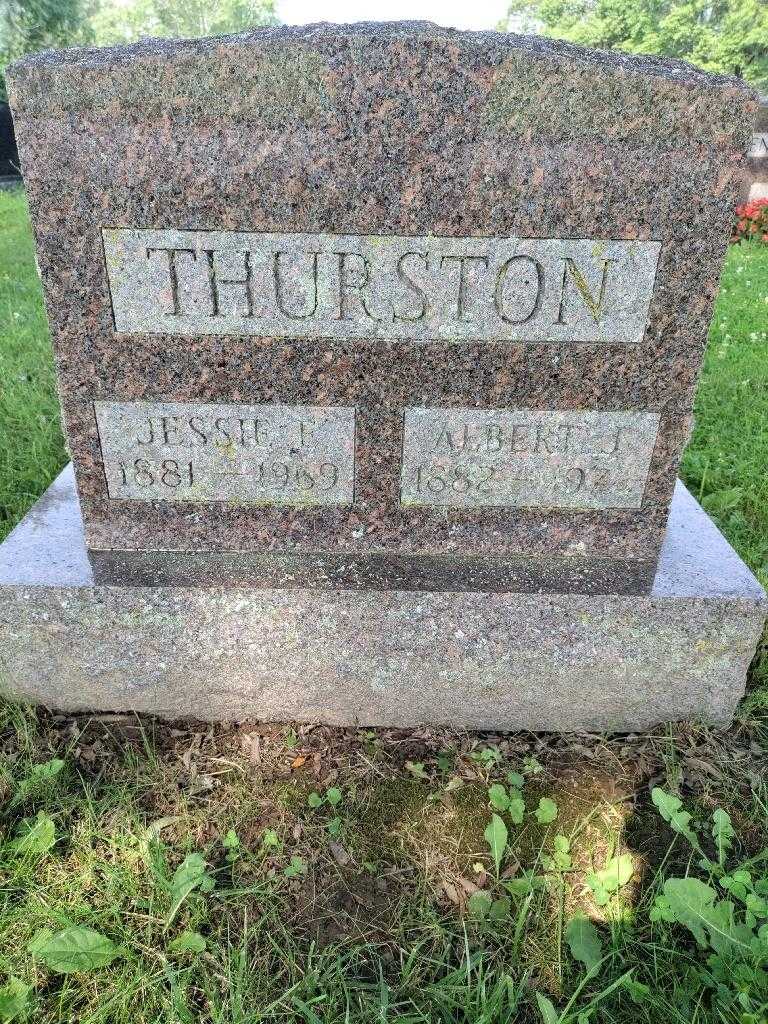 THURSTON
JESSIE F.
1881 — 1969
ALBERT J.
1882 —